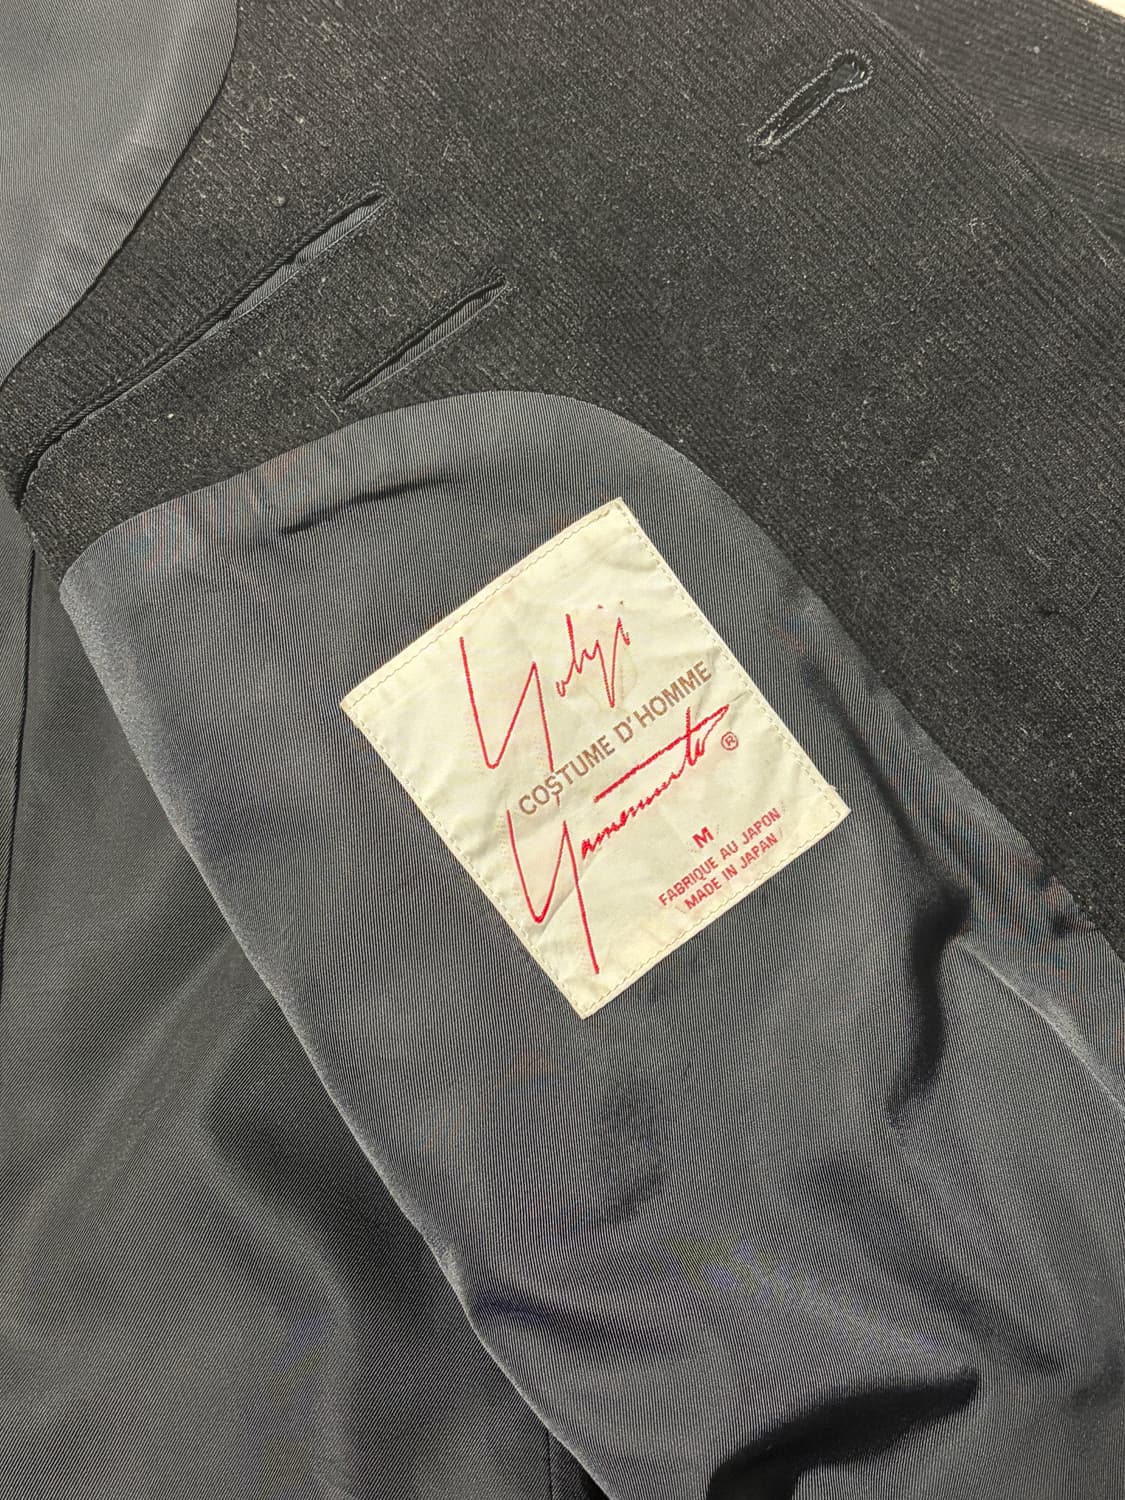 Yohji
COSTUME D'HOMME
Yamamoto ®
M
FABRIQUE AU JAPON
MADE IN JAPAN